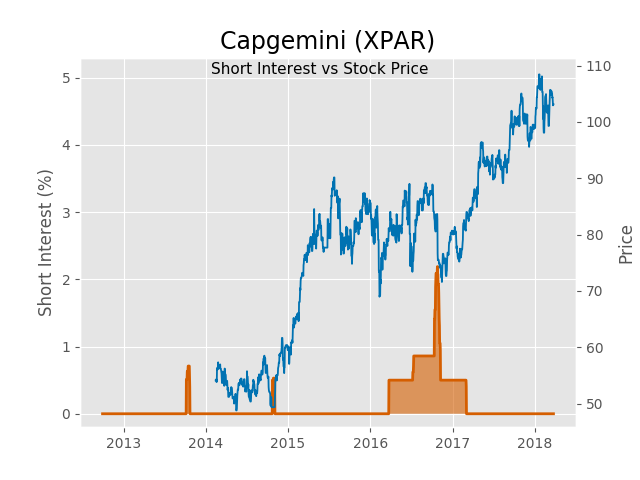 Capgemini (XPAR)
Short Interest vs Stock Price
Short Interest (%)
5
4
3
2
1
0
110
100
90
80
70
60
50
Price
2013 2014 2015 2016 2017 2018